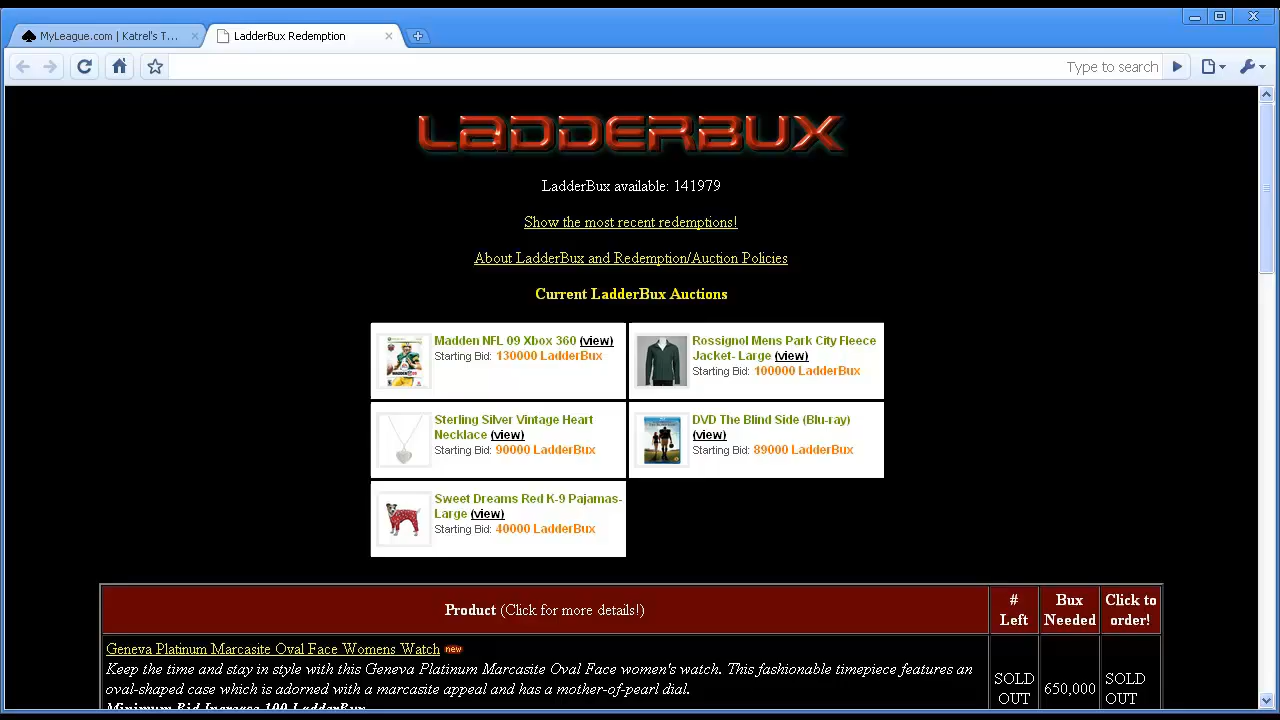 MyLeague.com | Katrel's T...
LadderBux Redemption
Type to search
LADDERBUX
LadderBux available: 141979
Show the most recent redemptions!
About LadderBux and Redemption/Auction Policies
Current LadderBux Auctions
Madden NFL 09 Xbox 360 (view)
Starting Bid: 130000 LadderBux
Rossignol Mens Park City Fleece
Jacket- Large (view)
Starting Bid: 100000 LadderBux
Sterling Silver Vintage Heart
Necklace (view)
Starting Bid: 90000 LadderBux
DVD The Blind Side (Blu-ray)
(view)
Starting Bid: 89000 LadderBux
Sweet Dreams Red K-9 Pajamas-
Large (view)
Starting Bid: 40000 LadderBux
Product (Click for more details!)
#
Left
Bux
Needed
Click to
order!
Geneva Platinum Marcasite Oval Face Womens Watch new
Keep the time and stay in style with this Geneva Platinum Marcasite Oval Face women's watch. This fashionable timepiece features an
oval-shaped case which is adorned with a marcasite appeal and has a mother-of-pearl dial.
Minimum Bid Increase 100 LadderBux
SOLD
OUT
650,000
SOLD
OUT